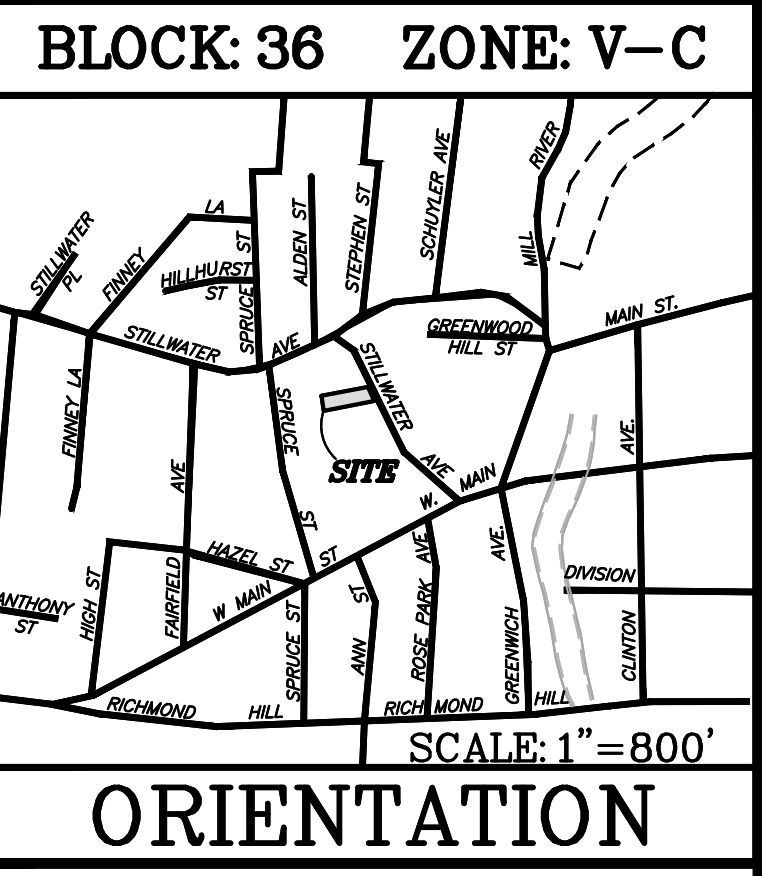 BLOCK: 36 ZONE: V-C
STILLWATER
PL
FINNEY
LA
HILLHURST
ST
SPRUCE ST
ALDEN ST
STEPHEN ST
SCHUYLER AVE
MILL RIVER
STILLWATER AVE
GREENWOOD
HILL ST
MAIN ST.
FINNEY LA
AVE
SPRUCE ST
STILLWATER AVE
SITE
W. MAIN
ST
AVE.
HAZEL ST
HIGH ST
FAIRFIELD
W MAIN
ANTHONY
ST
SPRUCE ST
ANN ST
ROSE PARK AVE
GREENWICH AVE.
DIVISION
CLINTON
RICHMOND HILL
RICHMOND HILL
SCALE: 1"=800'
ORIENTATION